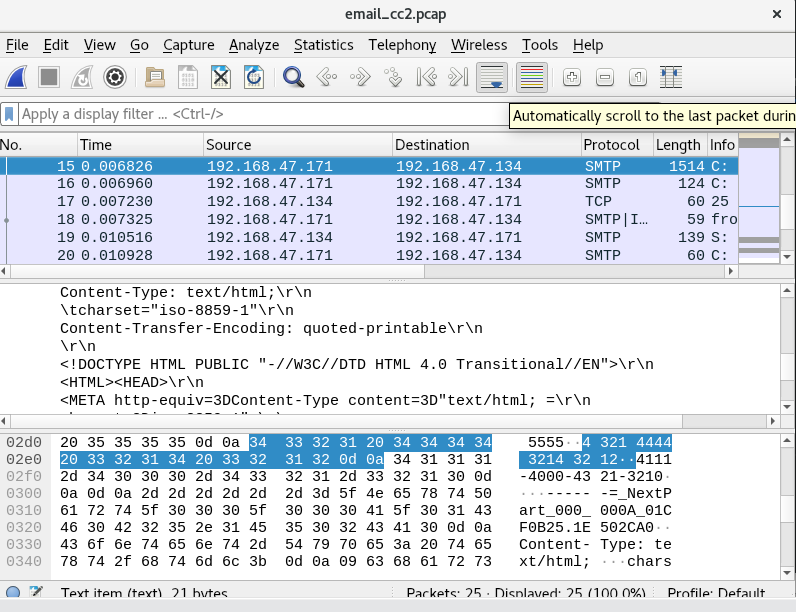 email_cc2.pcap ×
File Edit View Go Capture Analyze Statistics Telephony Wireless Tools Help
Apply a display filter ... <Ctrl-/>
Automatically scroll to the last packet durin
No. Time Source Destination Protocol Length Info
15 0.006826 192.168.47.171 192.168.47.134 SMTP 1514 C:
16 0.006960 192.168.47.171 192.168.47.134 SMTP 124 C:
17 0.007230 192.168.47.134 192.168.47.171 TCP 60 25
18 0.007325 192.168.47.171 192.168.47.134 SMTP|I… 59 fro
19 0.010516 192.168.47.134 192.168.47.171 SMTP 139 S:
20 0.010928 192.168.47.171 192.168.47.134 SMTP 60 C:
Content-Type: text/html;\r\n
\tcharset="iso-8859-1"\r\n
Content-Transfer-Encoding: quoted-printable\r\n
\r\n
<!DOCTYPE HTML PUBLIC "-//W3C//DTD HTML 4.0 Transitional//EN">\r\n
<HTML><HEAD>\r\n
<META http-equiv=3DContent-Type content=3D"text/html; =\r\n
02d0 20 35 35 35 35 0d 0a 34 33 32 31 20 34 34 34 34 5555··4 321 4444
02e0 20 33 32 31 34 20 33 32 31 32 0d 0a 34 31 31 31 3214 32 12··4111
02f0 2d 34 30 30 30 2d 34 33 32 31 2d 33 32 31 30 0d -4000-43 21-3210·
0300 0a 0d 0a 2d 2d 2d 2d 2d 2d 3d 5f 4e 65 78 74 50 ···----- -=_NextP
0310 61 72 74 5f 30 30 30 5f 30 30 30 41 5f 30 31 43 art_000_ 000A_01C
0320 46 30 42 32 35 2e 31 45 35 30 32 43 41 30 0d 0a F0B25.1E 502CA0··
0330 43 6f 6e 74 65 6e 74 2d 54 79 70 65 3a 20 74 65 Content- Type: te
0340 78 74 2f 68 74 6d 6c 3b 0d 0a 09 63 68 61 72 73 xt/html; ···chars
Text item (text), 21 bytes Packets: 25 · Displayed: 25 (100.0%) Profile: Default